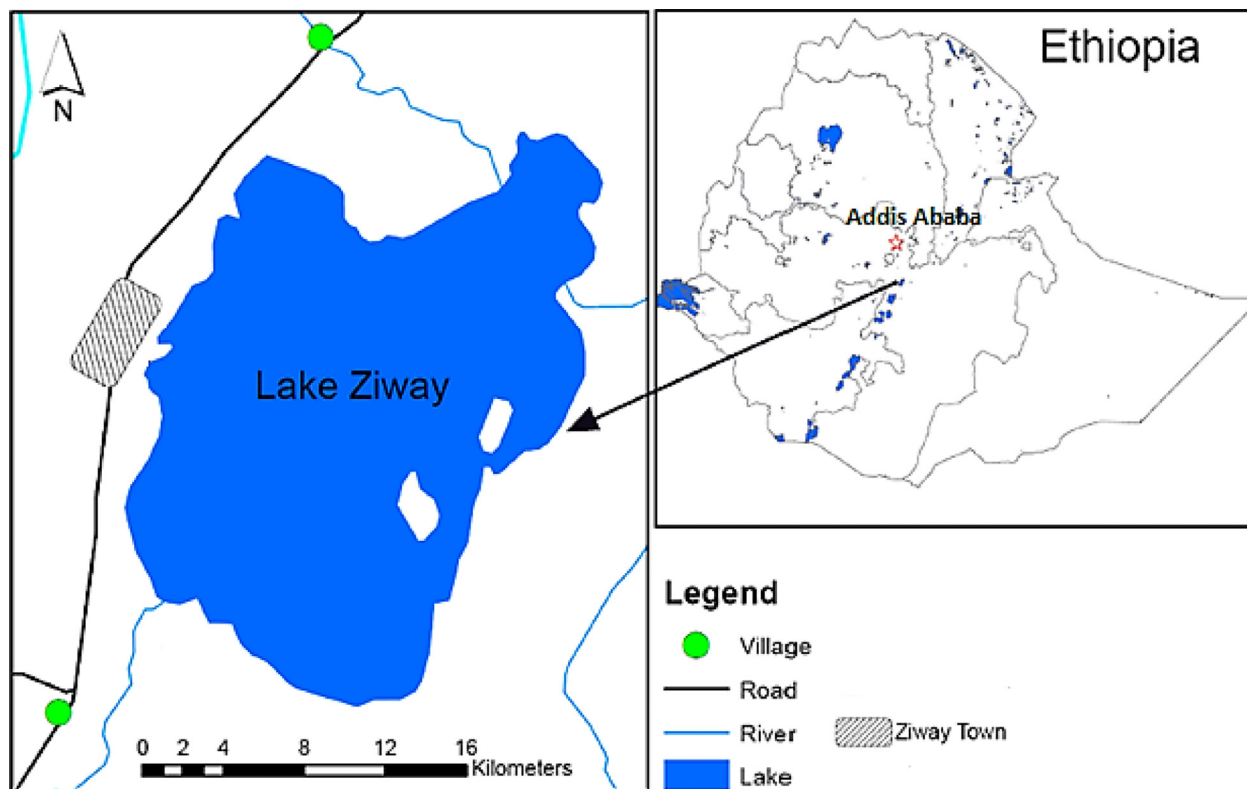 N
Lake Ziway
0 2 4 8 12 16
Kilometers
Ethiopia
Addis Ababa
Legend
Village
Road
River
Lake
Ziway Town